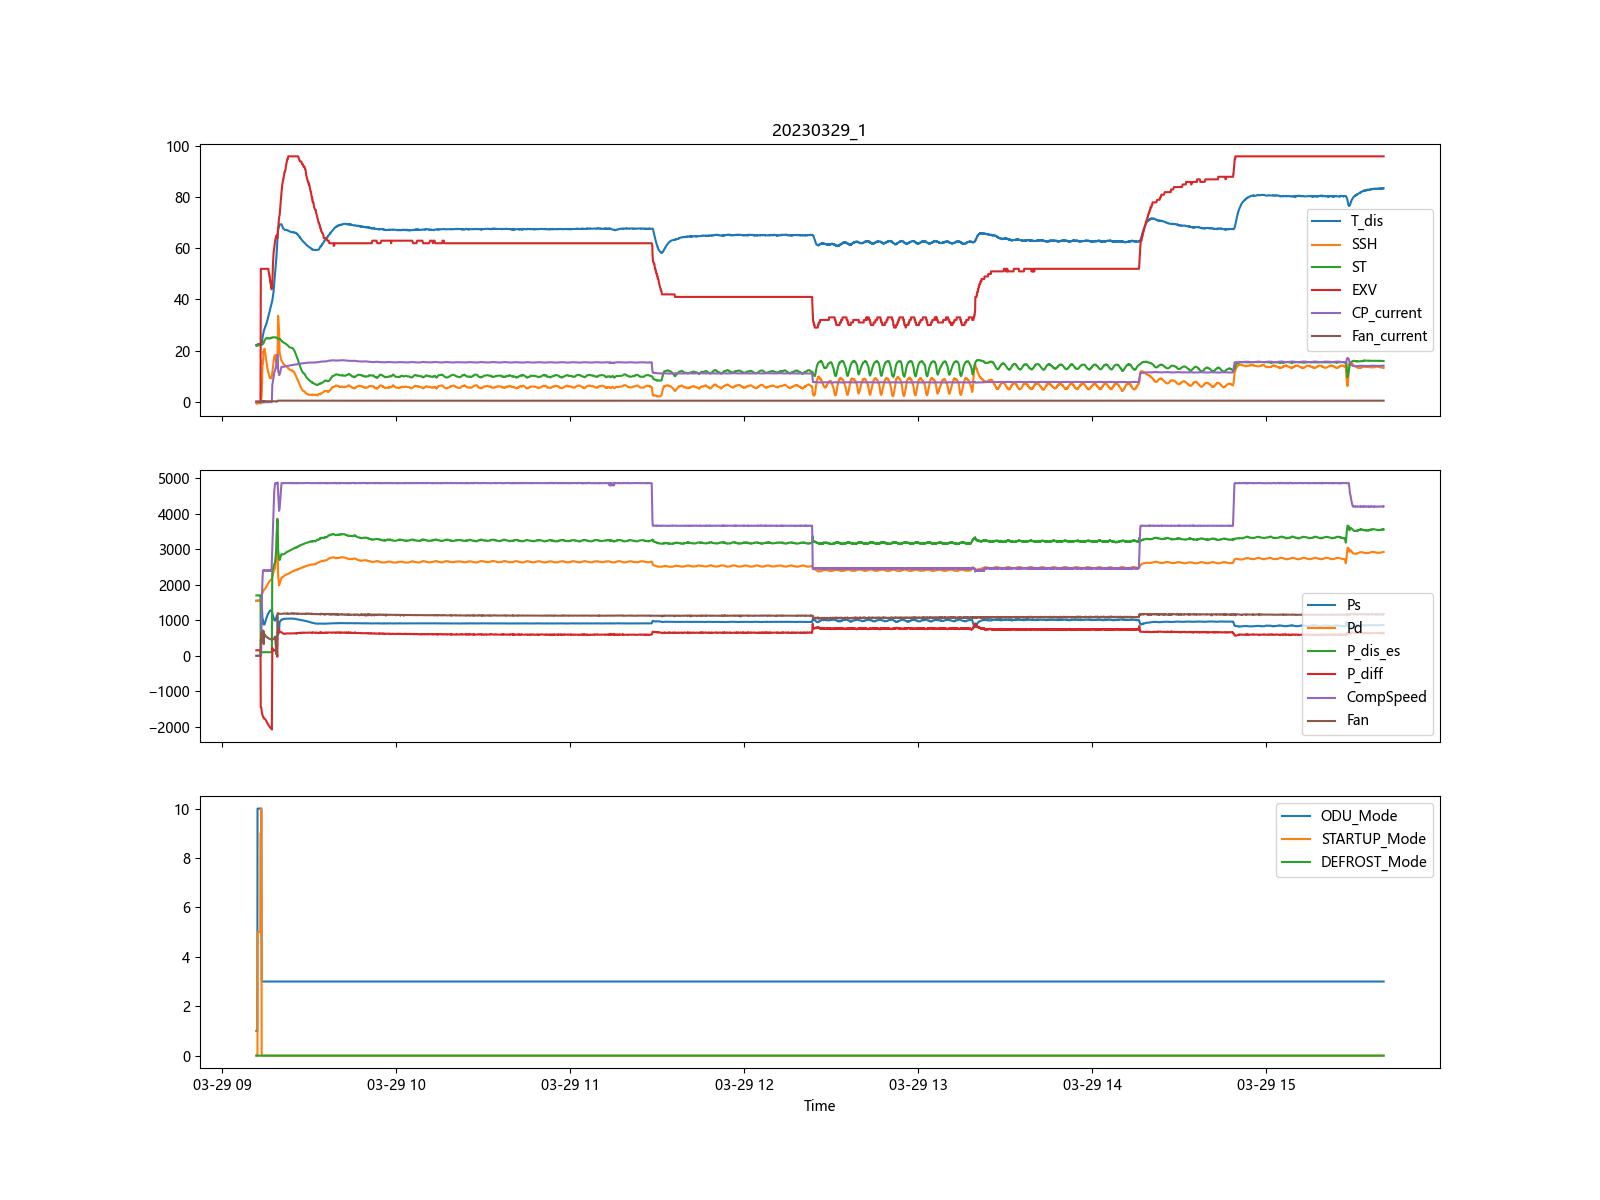 20230329_1
100
80
60
40
20
0
T_dis
SSH
ST
EXV
CP_current
Fan_current
5000
4000
3000
2000
1000
0
−1000
−2000
Ps
Pd
P_dis_es
P_diff
CompSpeed
Fan
10
8
6
4
2
0
ODU_Mode
STARTUP_Mode
DEFROST_Mode
03-29 09 03-29 10 03-29 11 03-29 12 03-29 13 03-29 14 03-29 15
Time